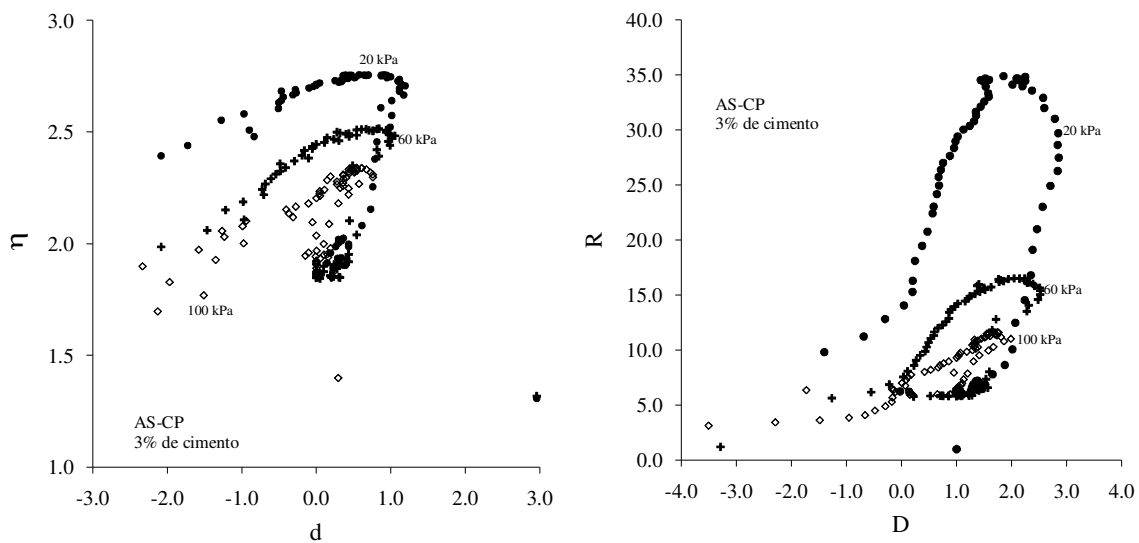 3.0
20 kPa
2.5
60 kPa
η
2.0
100 kPa
1.5
AS-CP
3% de cimento
1.0
-3.0 -2.0 -1.0 0.0 1.0 2.0 3.0
d
40.0
35.0
AS-CP
3% de cimento
30.0
20 kPa
25.0
R
20.0
15.0
60 kPa
10.0
100 kPa
5.0
0.0
-4.0 -3.0 -2.0 -1.0 0.0 1.0 2.0 3.0 4.0
D